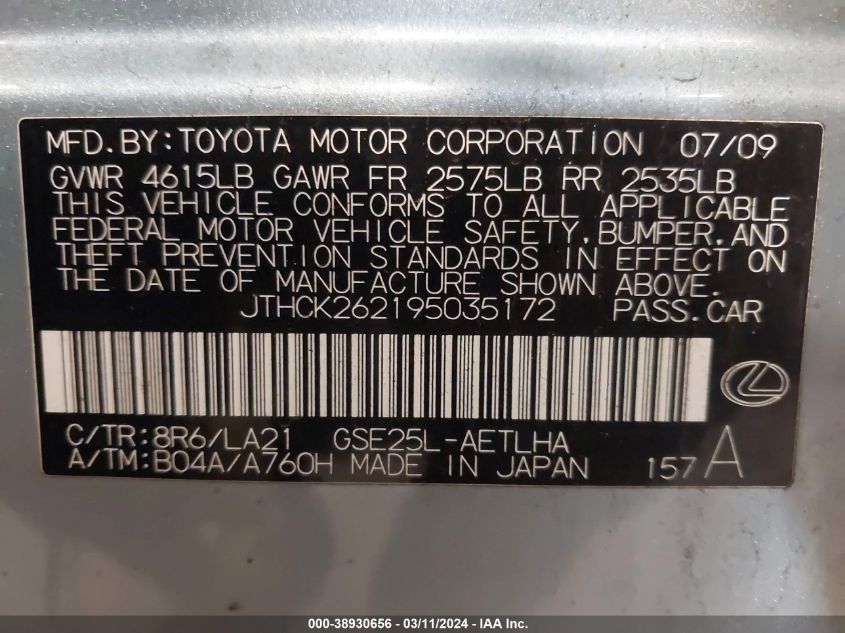 MFD.BY:TOYOTA MOTOR CORPORATION 07/09
GVWR 4615LB GAWR FR 2575LB RR 2535LB
THIS VEHICLE CONFORMS TO ALL APPLICABLE
FEDERAL MOTOR VEHICLE SAFETY,BUMPER,AND
THEFT PREVENTION STANDARDS IN EFFECT ON
THE DATE OF MANUFACTURE SHOWN ABOVE.
JTHCK262195035172 PASS.CAR
C/TR:8R6/LA21 GSE25L-AETLHA
A/TM:B04A/A760H MADE IN JAPAN 157 A
000-38930656 - 03/11/2024 - IAA Inc.